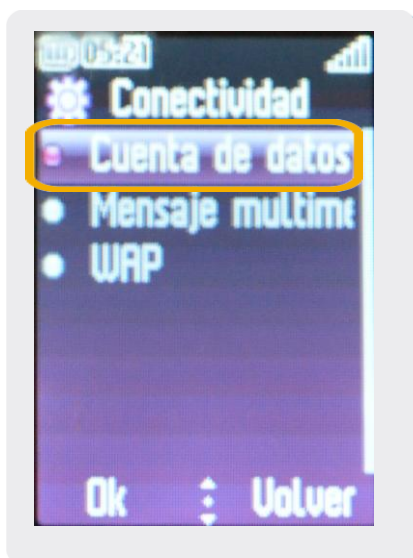 05:21
Conectividad
Cuenta de datos
Mensaje multime
WAP
Ok Volver